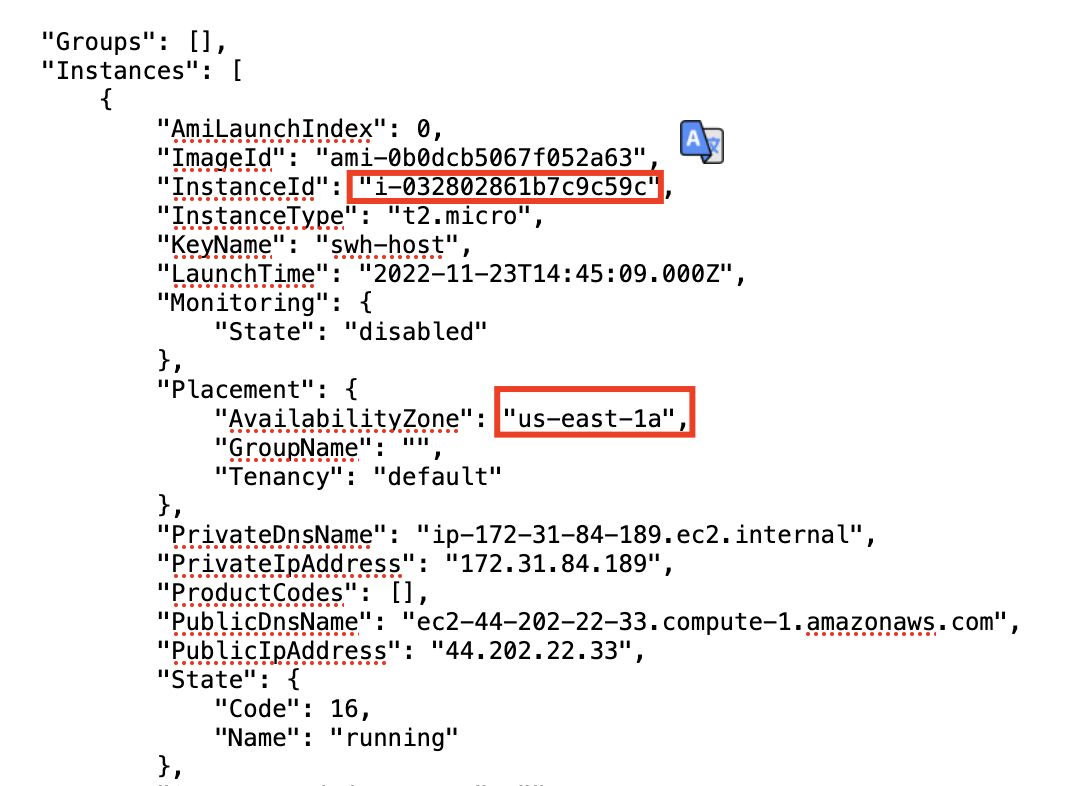 "Groups": [],
"Instances": [
{
"AmiLaunchIndex": 0,
"ImageId": "ami-0b0dcb5067f052a63",
"InstanceId": "i-032802861b7c9c59c",
"InstanceType": "t2.micro",
"KeyName": "swh-host",
"LaunchTime": "2022-11-23T14:45:09.000Z",
"Monitoring": {
"State": "disabled"
},
"Placement": {
"AvailabilityZone": "us-east-1a",
"GroupName": "",
"Tenancy": "default"
},
"PrivateDnsName": "ip-172-31-84-189.ec2.internal",
"PrivateIpAddress": "172.31.84.189",
"ProductCodes": [],
"PublicDnsName": "ec2-44-202-22-33.compute-1.amazonaws.com",
"PublicIpAddress": "44.202.22.33",
"State": {
"Code": 16,
"Name": "running"
},